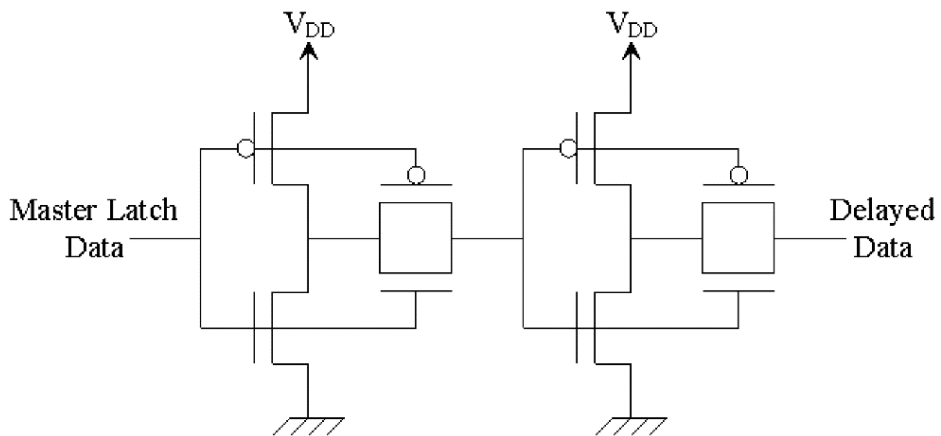 V_DD V_DD
Master Latch
Data
Delayed
Data